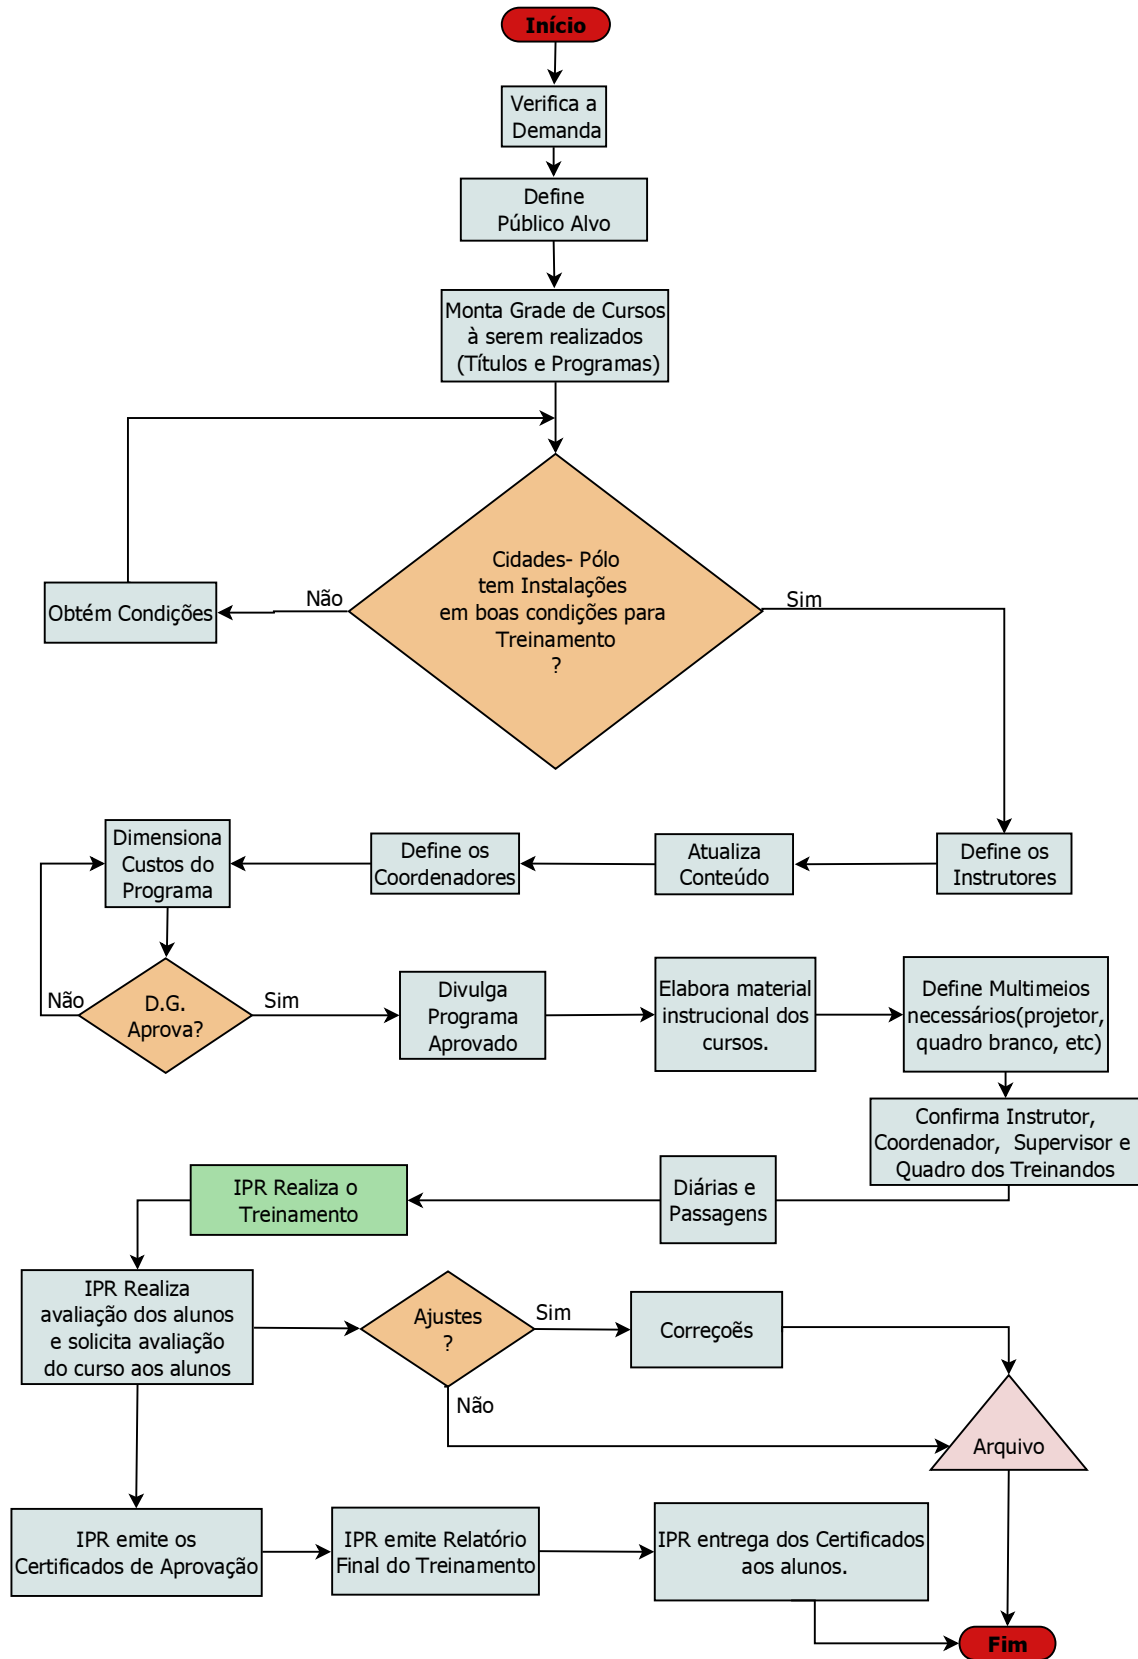 Início
Verifica a
Demanda
Define
Público Alvo
Monta Grade de Cursos
à serem realizados
(Títulos e Programas)
Cidades- Pólo
tem Instalações
em boas condições para
Treinamento
?
Não
Sim
Obtém Condições
Dimensiona
Custos do
Programa
Define os
Coordenadores
Atualiza
Conteúdo
Define os
Instrutores
Não
D.G.
Aprova?
Sim
Divulga
Programa
Aprovado
Elabora material
instrucional dos
cursos.
Define Multimeios
necessários(projetor,
quadro branco, etc)
Confirma Instrutor,
Coordenador, Supervisor e
Quadro dos Treinandos
Diárias e
Passagens
IPR Realiza o
Treinamento
IPR Realiza
avaliação dos alunos
e solicita avaliação
do curso aos alunos
Ajustes
?
Sim
Não
Correçoês
Arquivo
IPR emite os
Certificados de Aprovação
IPR emite Relatório
Final do Treinamento
IPR entrega dos Certificados
aos alunos.
Fim